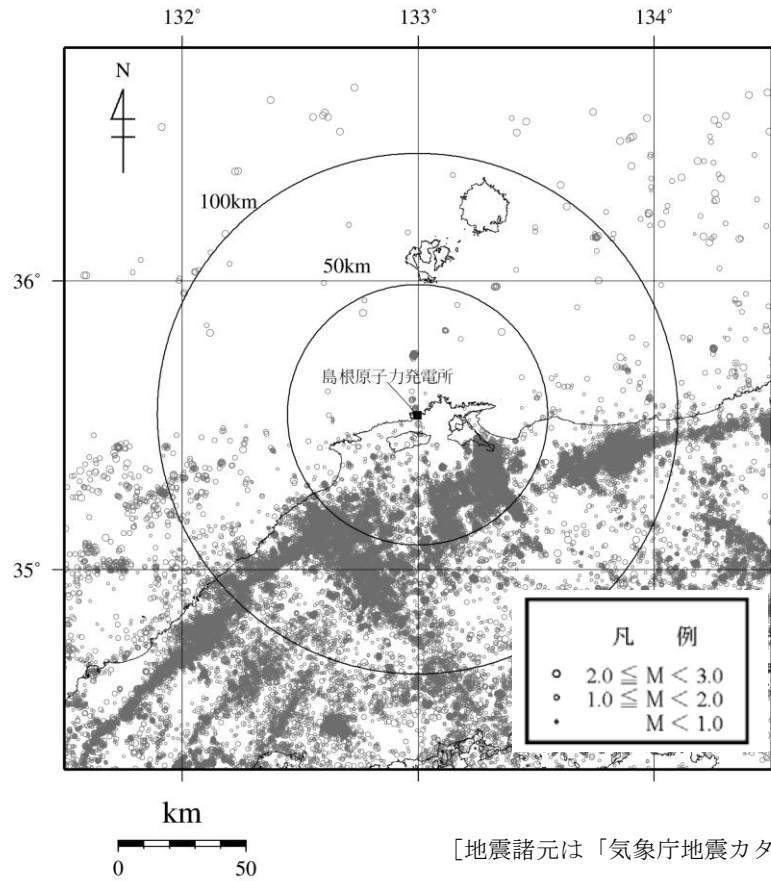 132° 133° 134°
N
100km
50km
36°
島根原子力発電所
35°
凡 例
2.0 ≦ M < 3.0
1.0 ≦ M < 2.0
M < 1.0
km
0 50
[地震諸元は「気象庁地震カタ